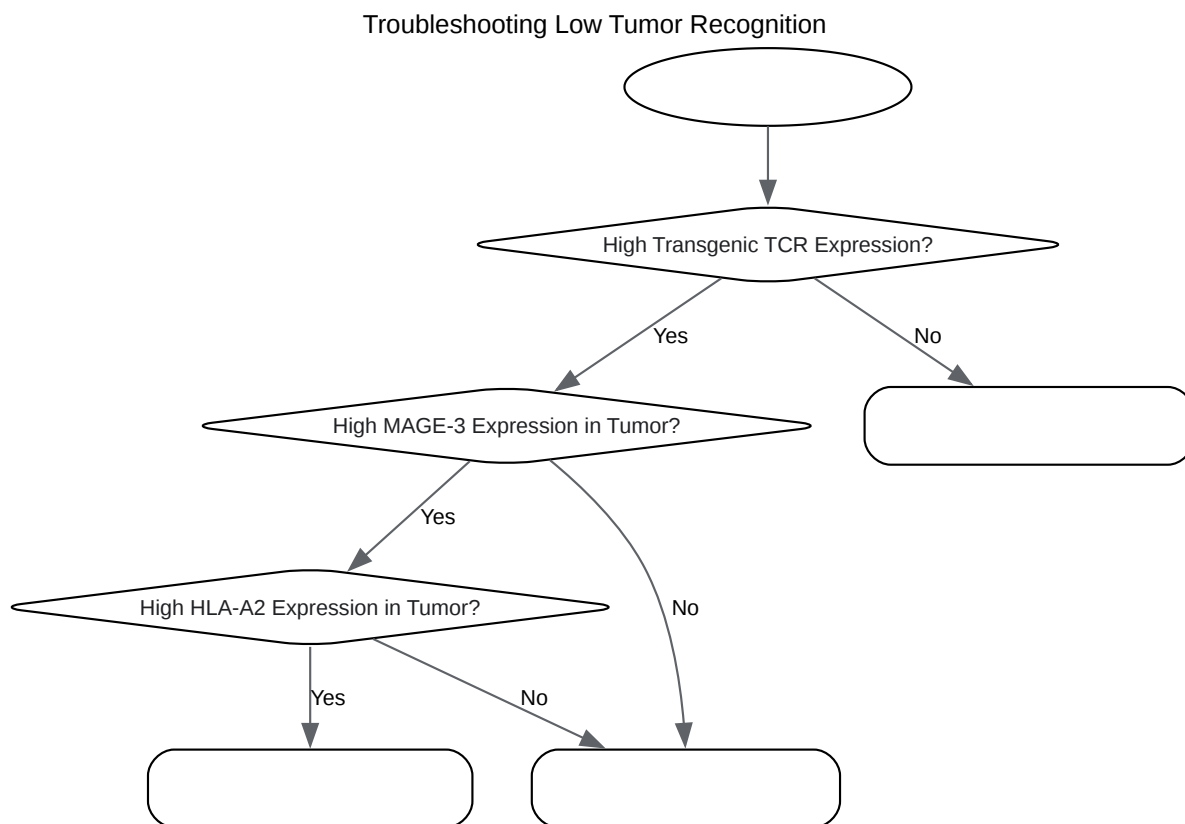 Troubleshooting Low Tumor Recognition
High Transgenic TCR Expression?
Yes
No
High MAGE-3 Expression in Tumor?
Yes
High HLA-A2 Expression in Tumor?
No
Yes
No